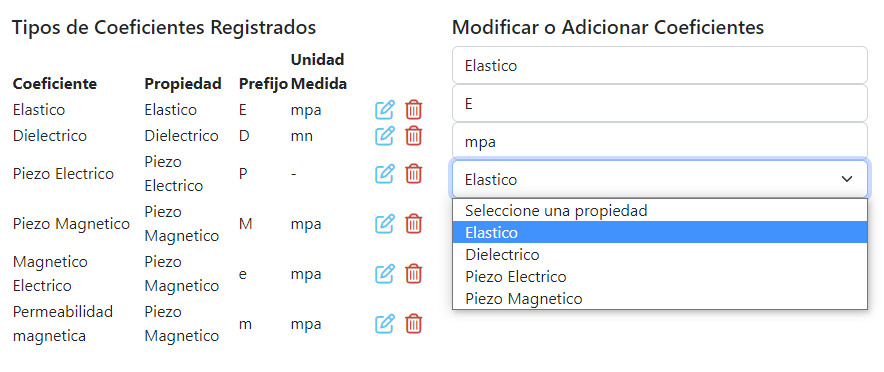 Tipos de Coeficientes Registrados
Coeficiente Propiedad Prefijo Unidad Medida
Elastico Elastico E mpa
Dielectrico Dielectrico D mn
Piezo Electrico Piezo Electrico P -
Piezo Magnetico Piezo Magnetico M mpa
Magnetico Electrico Piezo Magnetico e mpa
Permeabilidad magnetica Piezo Magnetico m mpa
Modificar o Adicionar Coeficientes
Elastico
E
mpa
Elastico
Seleccione una propiedad
Elastico
Dielectrico
Piezo Electrico
Piezo Magnetico